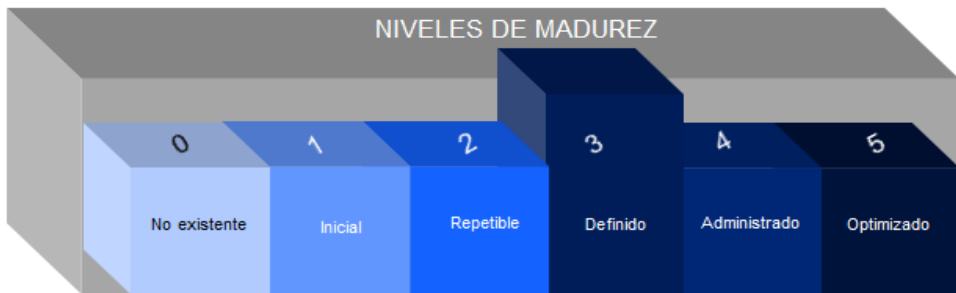 NIVELES DE MADUREZ
0
1
2
3
4
5
No existente
Inicial
Repetible
Definido
Administrado
Optimizado